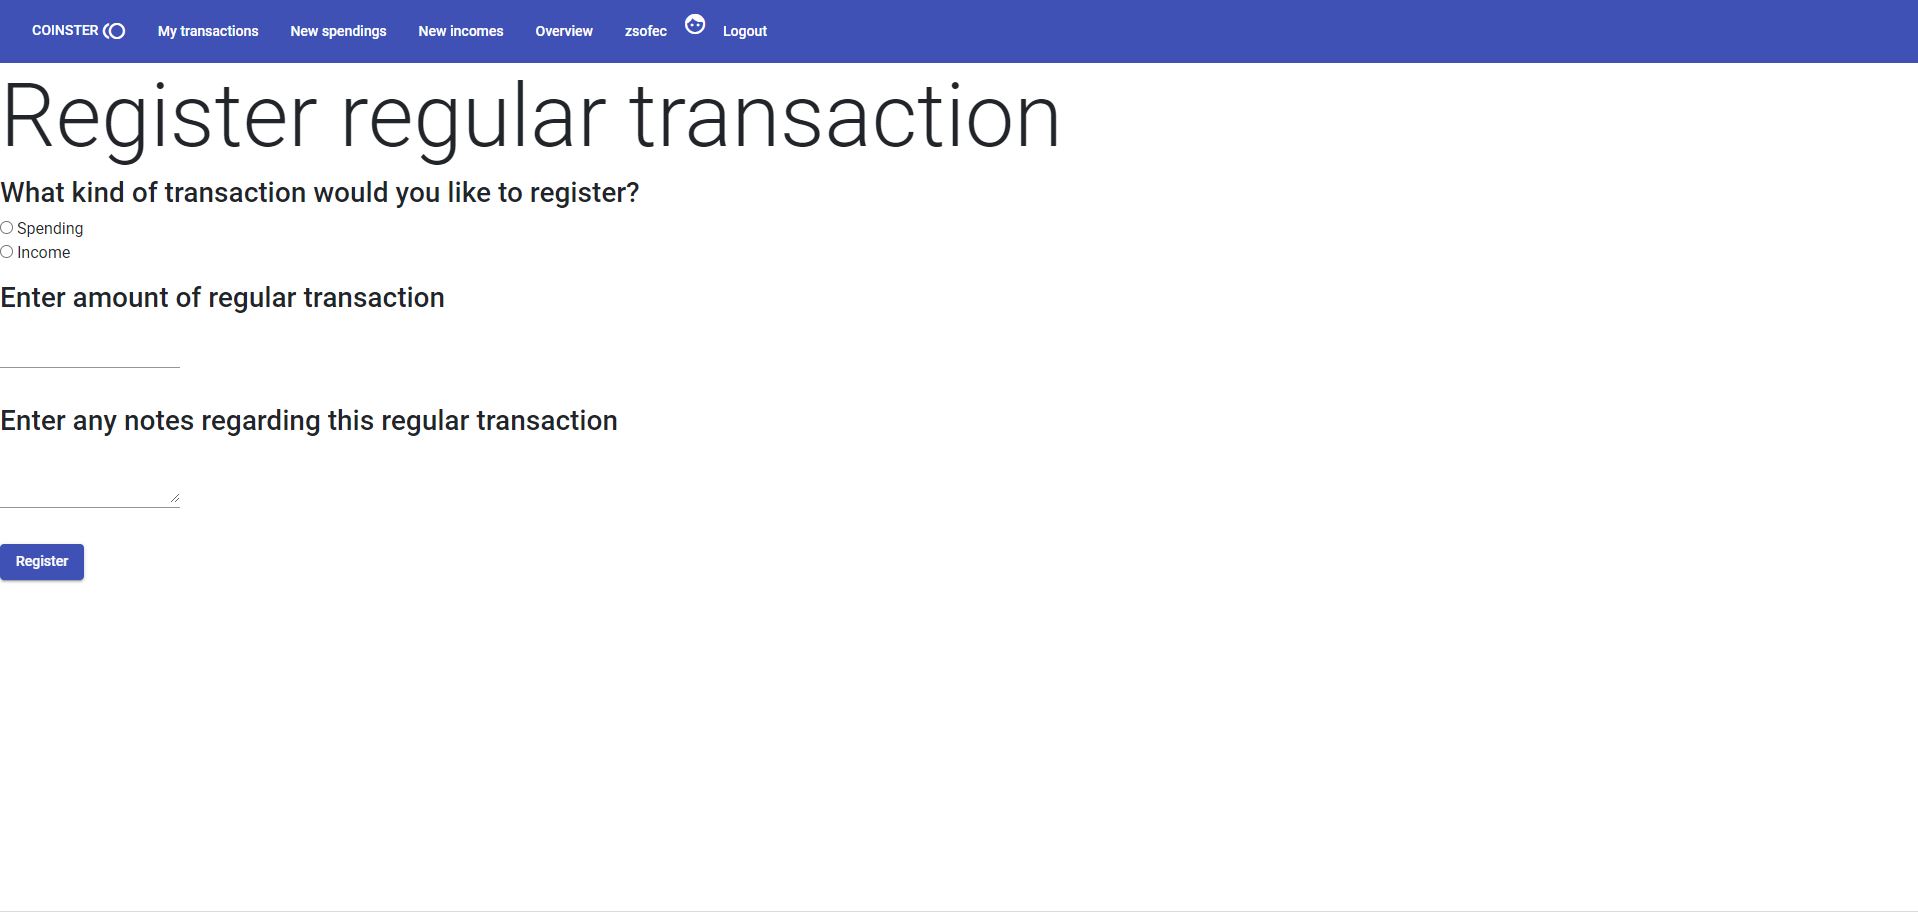 COINSTER My transactions New spendings New incomes Overview zsofec Logout
Register regular transaction
What kind of transaction would you like to register?
Spending
Income
Enter amount of regular transaction
Enter any notes regarding this regular transaction
Register